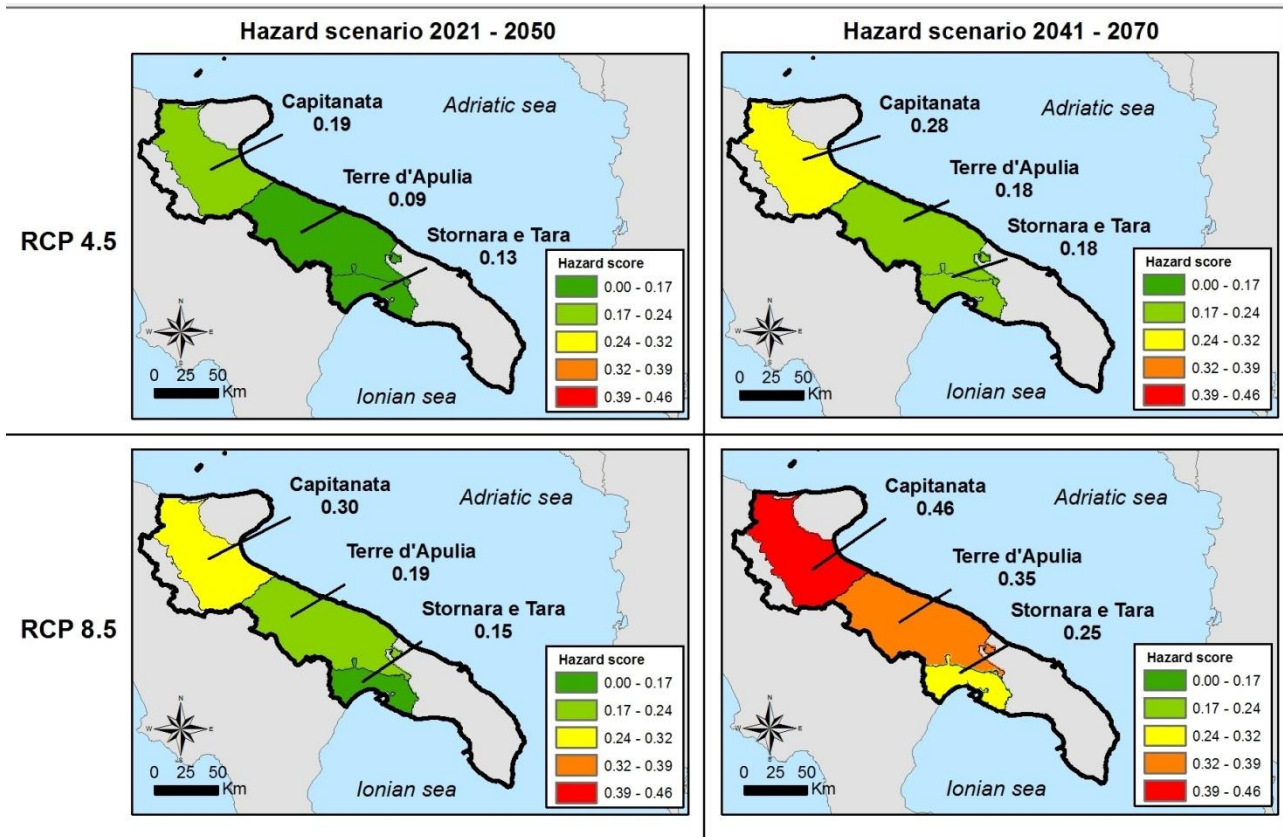 Hazard scenario 2021 - 2050
Hazard scenario 2041 - 2070
RCP 4.5
Capitanata
0.19
Adriatic sea
Terre d'Apulia
0.09
Stornara e Tara
0.13
Hazard score
0.00 - 0.17
0.17 - 0.24
0.24 - 0.32
0.32 - 0.39
0.39 - 0.46
N
W E
S
0 25 50
Km
Ionian sea
Capitanata
0.28
Adriatic sea
Terre d'Apulia
0.18
Stornara e Tara
0.18
Hazard score
0.00 - 0.17
0.17 - 0.24
0.24 - 0.32
0.32 - 0.39
0.39 - 0.46
N
W E
S
0 25 50
Km
Ionian sea
RCP 8.5
Capitanata
0.30
Adriatic sea
Terre d'Apulia
0.19
Stornara e Tara
0.15
Hazard score
0.00 - 0.17
0.17 - 0.24
0.24 - 0.32
0.32 - 0.39
0.39 - 0.46
N
W E
S
0 25 50
Km
Ionian sea
Capitanata
0.46
Adriatic sea
Terre d'Apulia
0.35
Stornara e Tara
0.25
Hazard score
0.00 - 0.17
0.17 - 0.24
0.24 - 0.32
0.32 - 0.39
0.39 - 0.46
N
W E
S
0 25 50
Km
Ionian sea